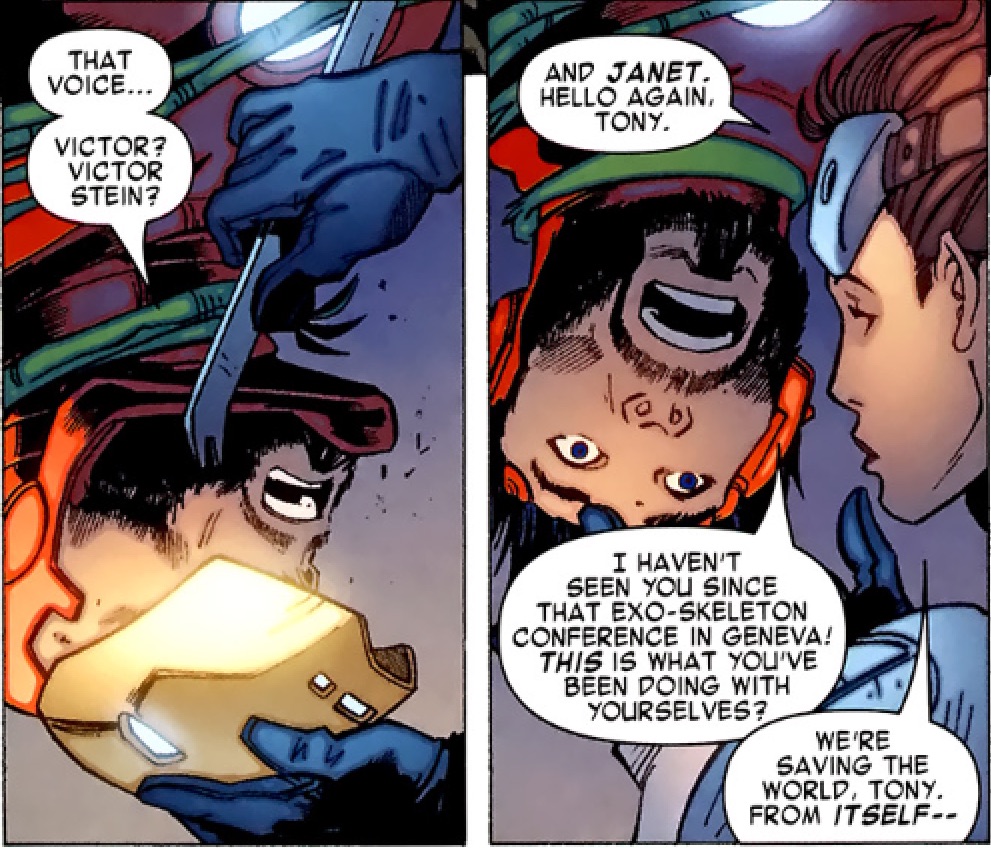 THAT
VOICE...
VICTOR?
VICTOR
STEIN?
AND JANET.
HELLO AGAIN,
TONY.
I HAVEN'T
SEEN YOU SINCE
THAT EXO-SKELETON
CONFERENCE IN GENEVA!
THIS IS WHAT YOU'VE
BEEN DOING WITH
YOURSELVES?
WE'RE
SAVING THE
WORLD, TONY.
FROM ITSELF--